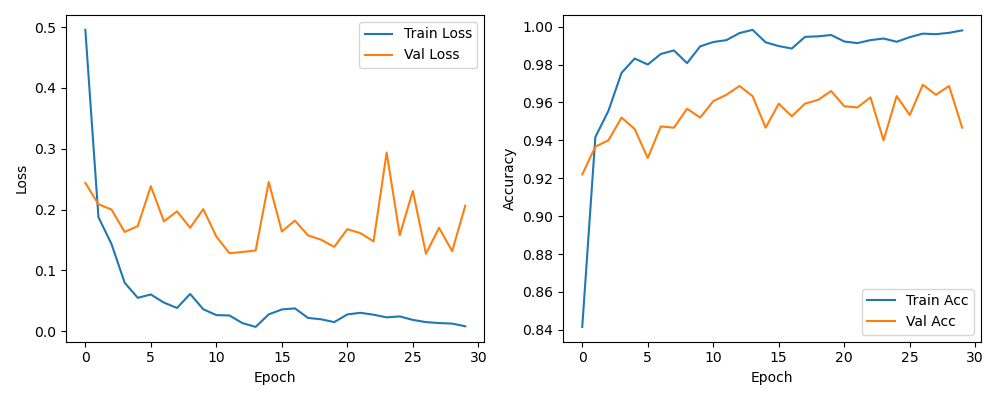 0.5
0.4
0.3
0.2
0.1
0.0
Loss
0 5 10 15 20 25 30
Epoch
Train Loss
Val Loss
1.00
0.98
0.96
0.94
0.92
0.90
0.88
0.86
0.84
Accuracy
0 5 10 15 20 25 30
Epoch
Train Acc
Val Acc